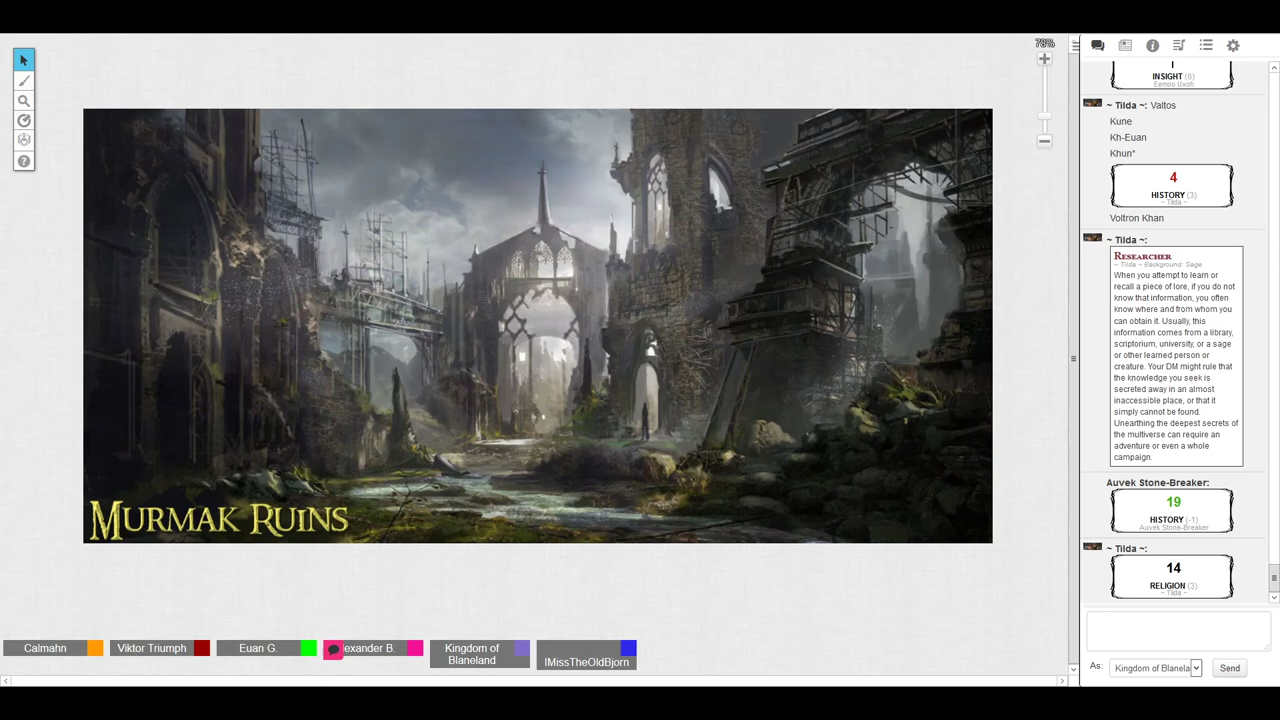 78%
INSIGHT (6)
Eemoo Uxoh
~ Tilda ~: Valtos
Kune
Kh-Euan
Khun*
4
HISTORY (3)
~ Tilda ~
Voltron Khan
~ Tilda ~:
Researcher
~ Tilda ~ Background: Sage
When you attempt to learn or
recall a piece of lore, if you do not
know that information, you often
know where and from whom you
can obtain it. Usually, this
information comes from a library,
scriptorium, university, or a sage
or other learned person or
creature. Your DM might rule that
the knowledge you seek is
secreted away in an almost
inaccessible place, or that it
simply cannot be found.
Unearthing the deepest secrets of
the multiverse can require an
adventure or even a whole
campaign.
Auvek Stone-Breaker:
19
HISTORY (-1)
Auvek Stone-Breaker
~ Tilda ~:
14
RELIGION (3)
~ Tilda ~
Murmak Ruins
Calmahn
Viktor Triumph
Euan G.
exander B.
Kingdom of
Blaneland
IMissTheOldBjorn
As:
Kingdom of Blanela
Send